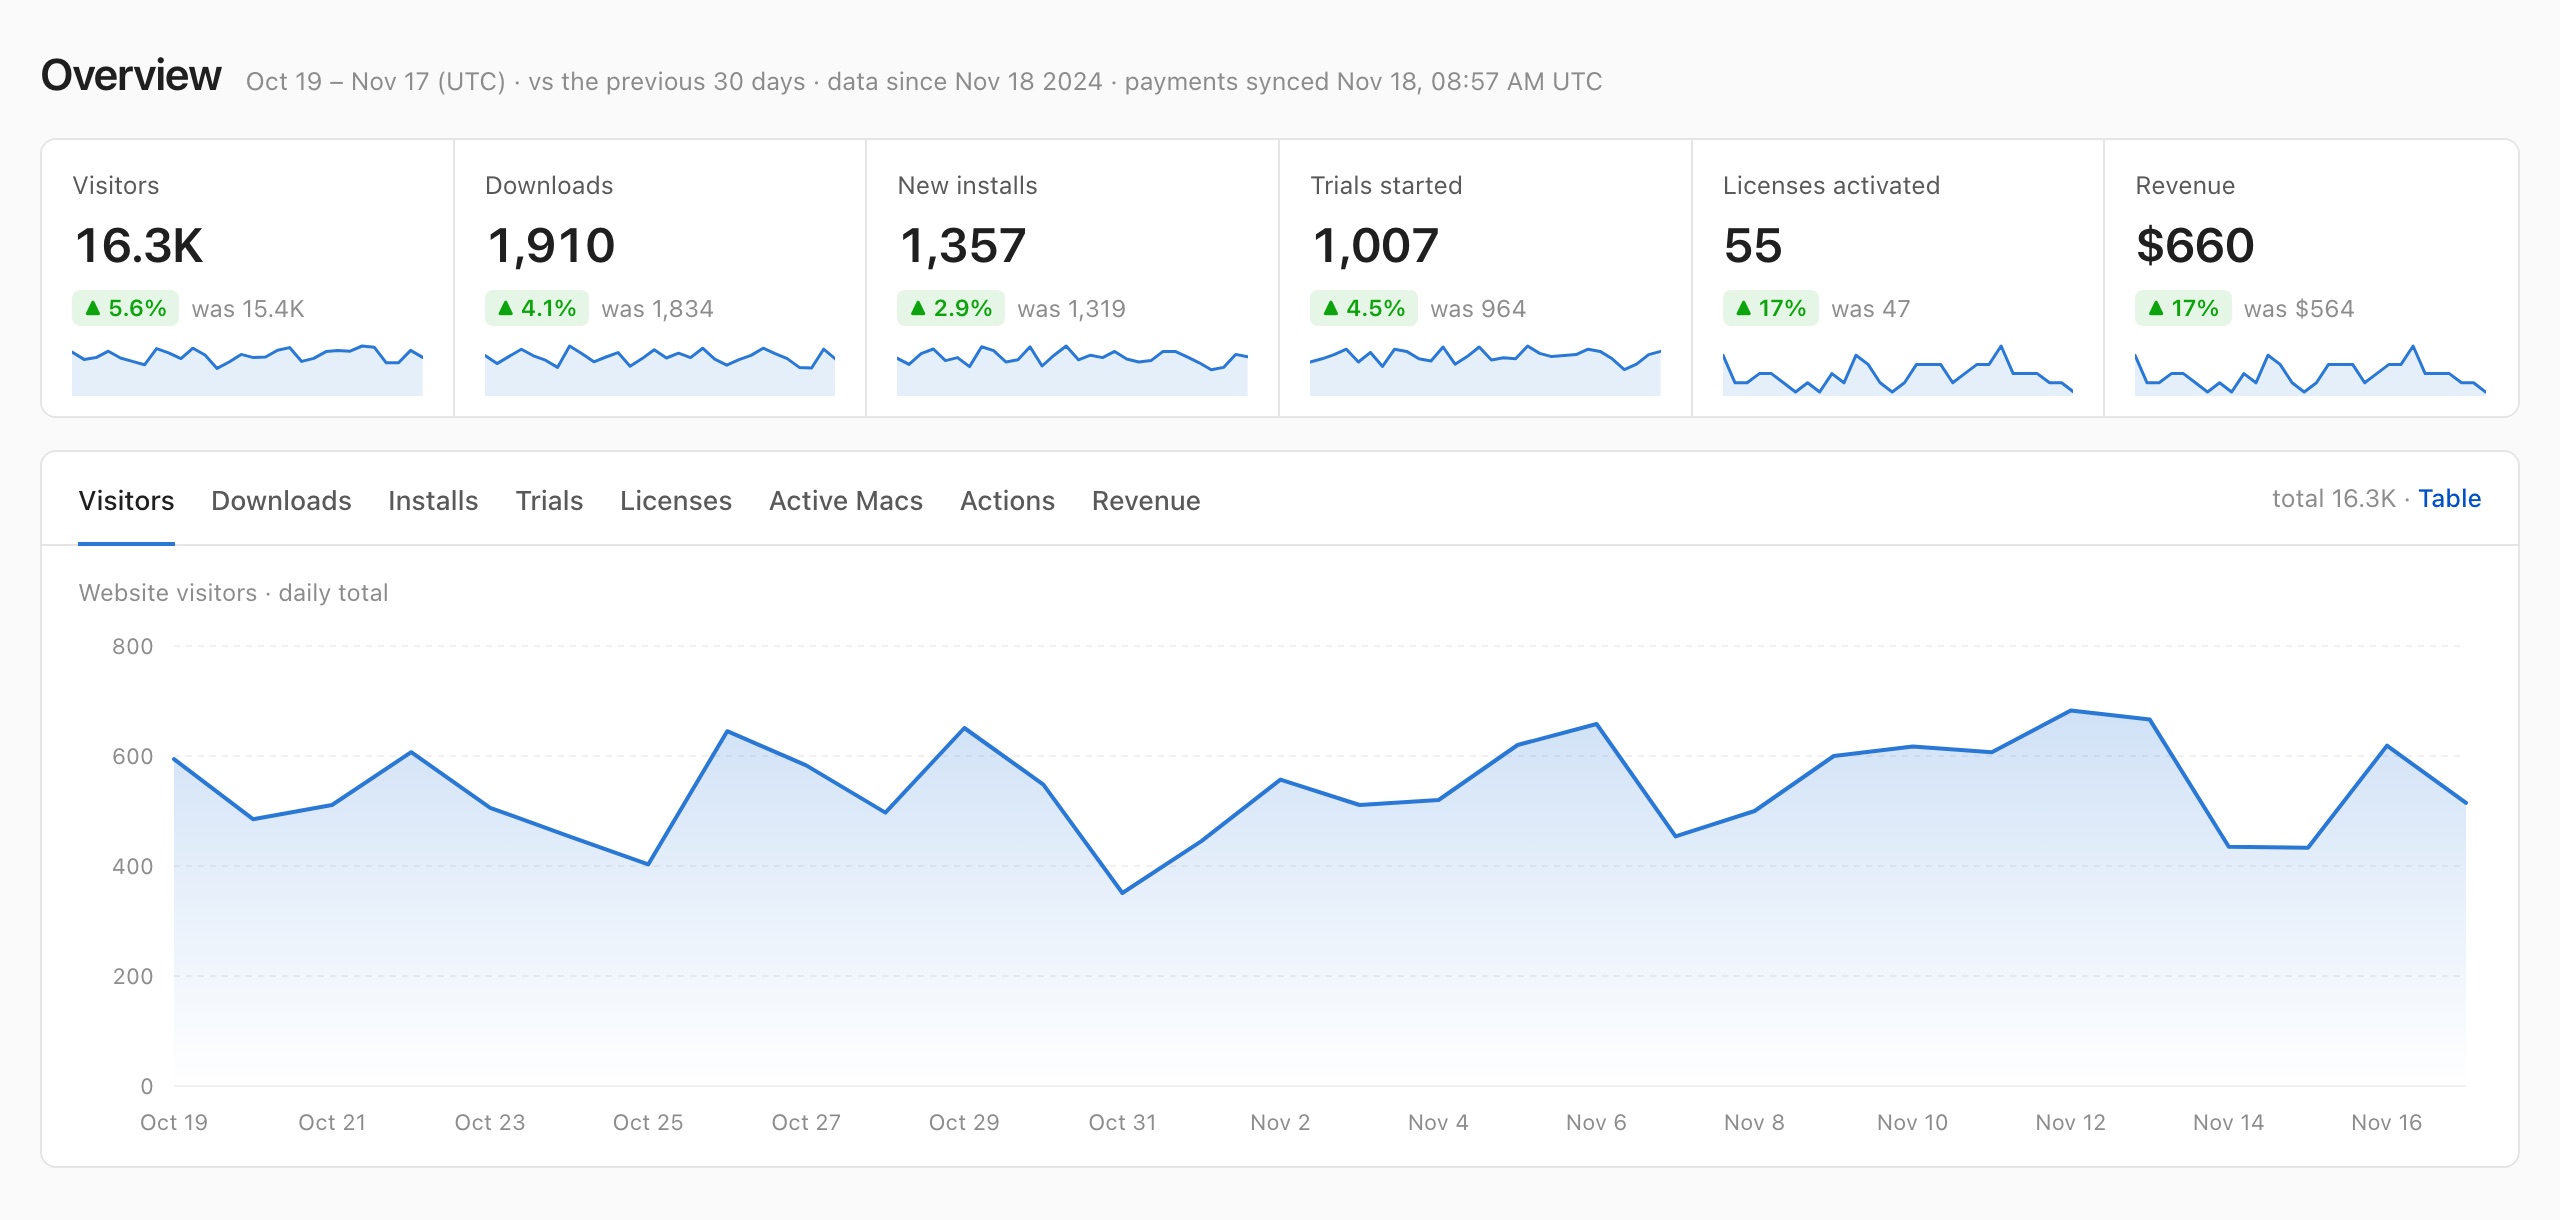 Overview Oct 19 – Nov 17 (UTC) · vs the previous 30 days · data since Nov 18 2024 · payments synced Nov 18, 08:57 AM UTC
Visitors
16.3K
▲ 5.6% was 15.4K
Downloads
1,910
▲ 4.1% was 1,834
New installs
1,357
▲ 2.9% was 1,319
Trials started
1,007
▲ 4.5% was 964
Licenses activated
55
▲ 17% was 47
Revenue
$660
▲ 17% was $564
Visitors Downloads Installs Trials Licenses Active Macs Actions Revenue total 16.3K · Table
Website visitors · daily total
800
600
400
200
0
Oct 19 Oct 21 Oct 23 Oct 25 Oct 27 Oct 29 Oct 31 Nov 2 Nov 4 Nov 6 Nov 8 Nov 10 Nov 12 Nov 14 Nov 16